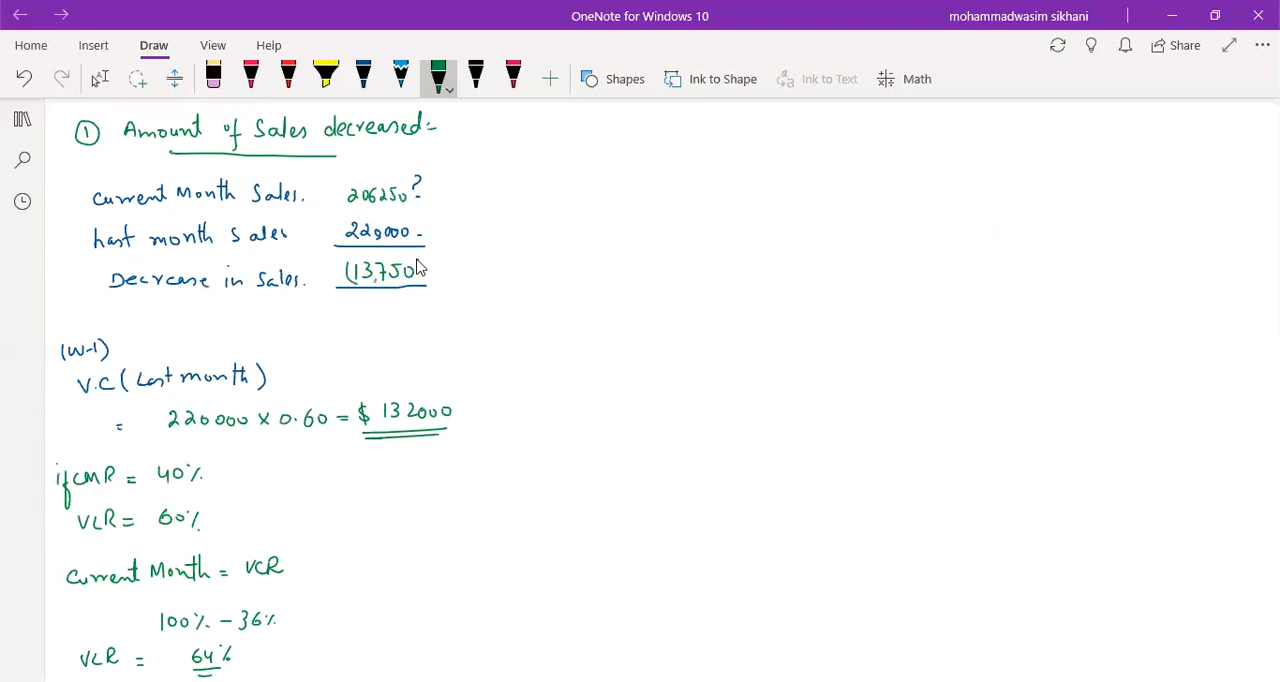 OneNote for Windows 10
mohammadwasim sikhani
Home Insert Draw View Help
Share
Shapes Ink to Shape Ink to Text Math
① Amount of Sales decreased:-
Current Month Sales. 206250?
Last month Sales 220000 -
Decrease in Sales. (13,750
(W-1)
V.C (Last month)
= 220000 x 0.60 = $ 132000
if CMR = 40%
VCR = 60%
Current Month = VCR
100% - 36%
VCR = 64%